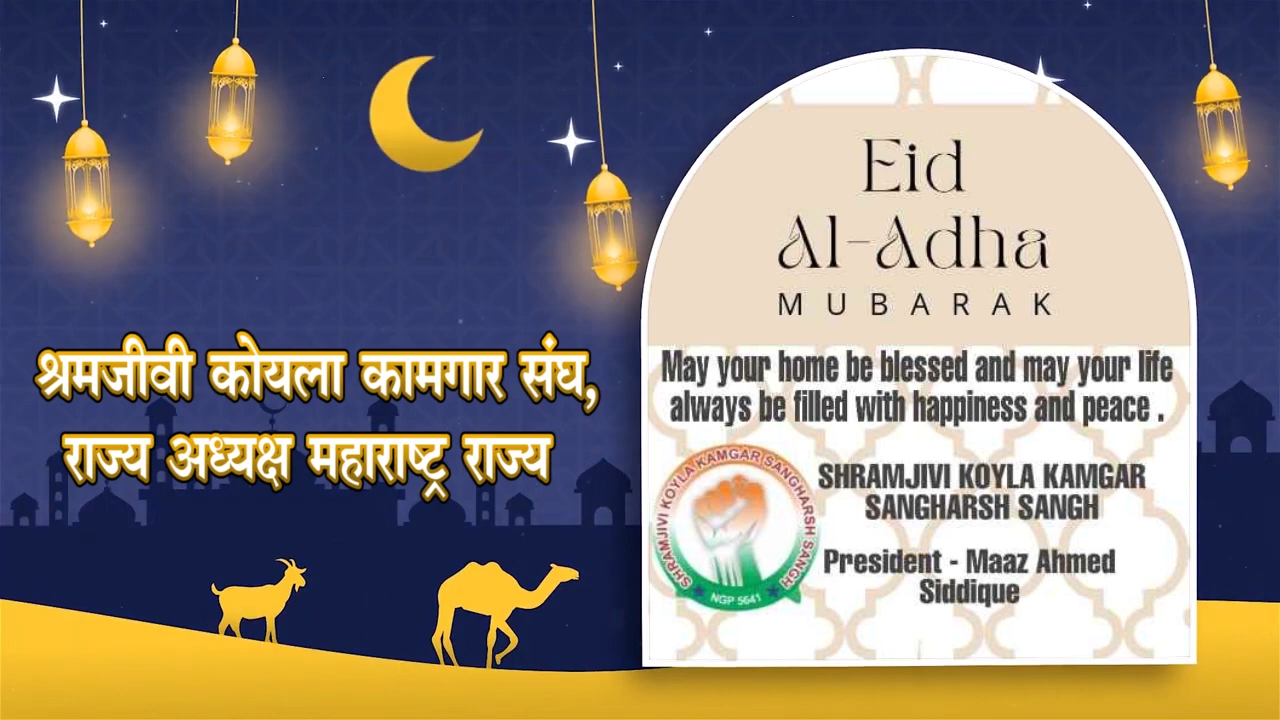 श्रमजीवी कोयला कामगार संघ,
राज्य अध्यक्ष महाराष्ट्र राज्य
Eid
Al-Adha
MUBARAK
May your home be blessed and may your life
always be filled with happiness and peace .
SHRAMJIVI KOYLA KAMGAR SANGHARSH SANGH
NGP 5641
SHRAMJIVI KOYLA KAMGAR
SANGHARSH SANGH
President - Maaz Ahmed
Siddique